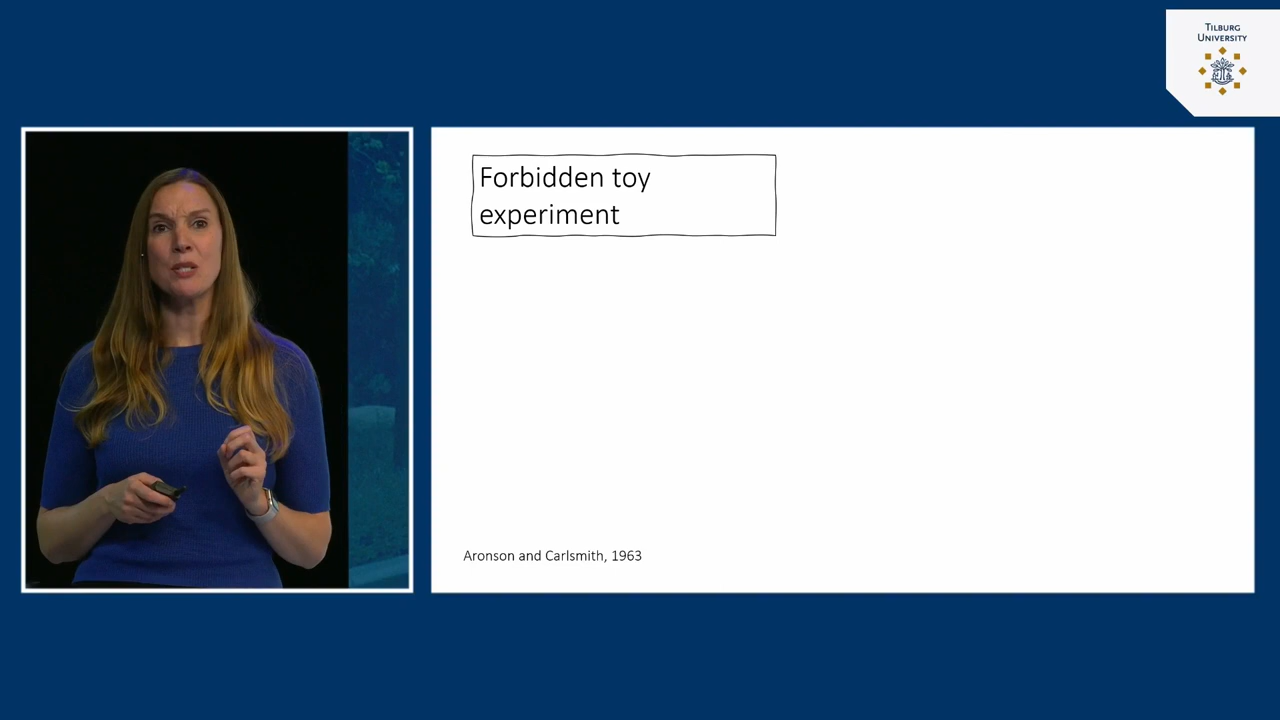 TILBURG
UNIVERSITY
Forbidden toy
experiment
Aronson and Carlsmith, 1963